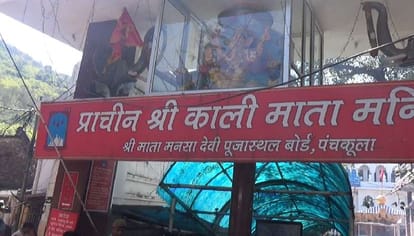 प्राचीन श्री काली माता
श्री माता मनसा देवी पूजास्थल बोर्ड, पंचकूला